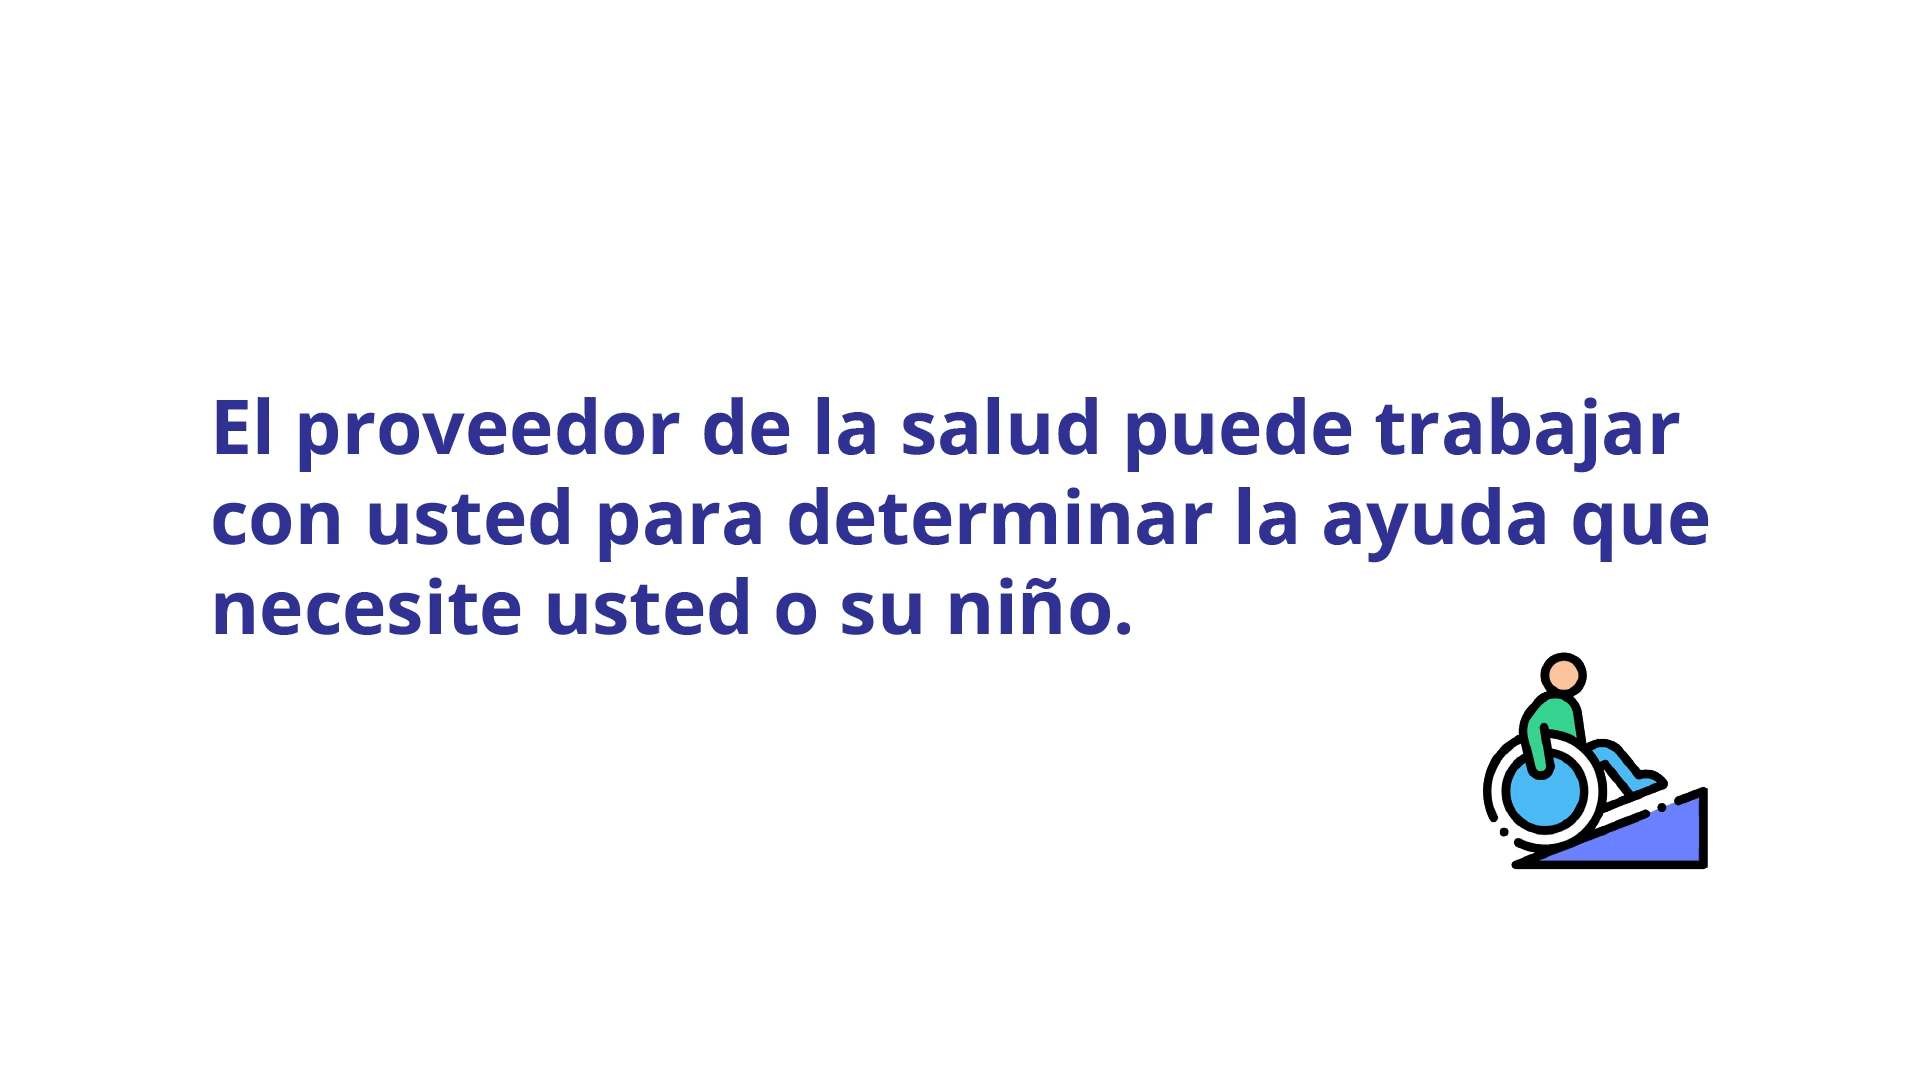 El proveedor de la salud puede trabajar
con usted para determinar la ayuda que
necesite usted o su niño.